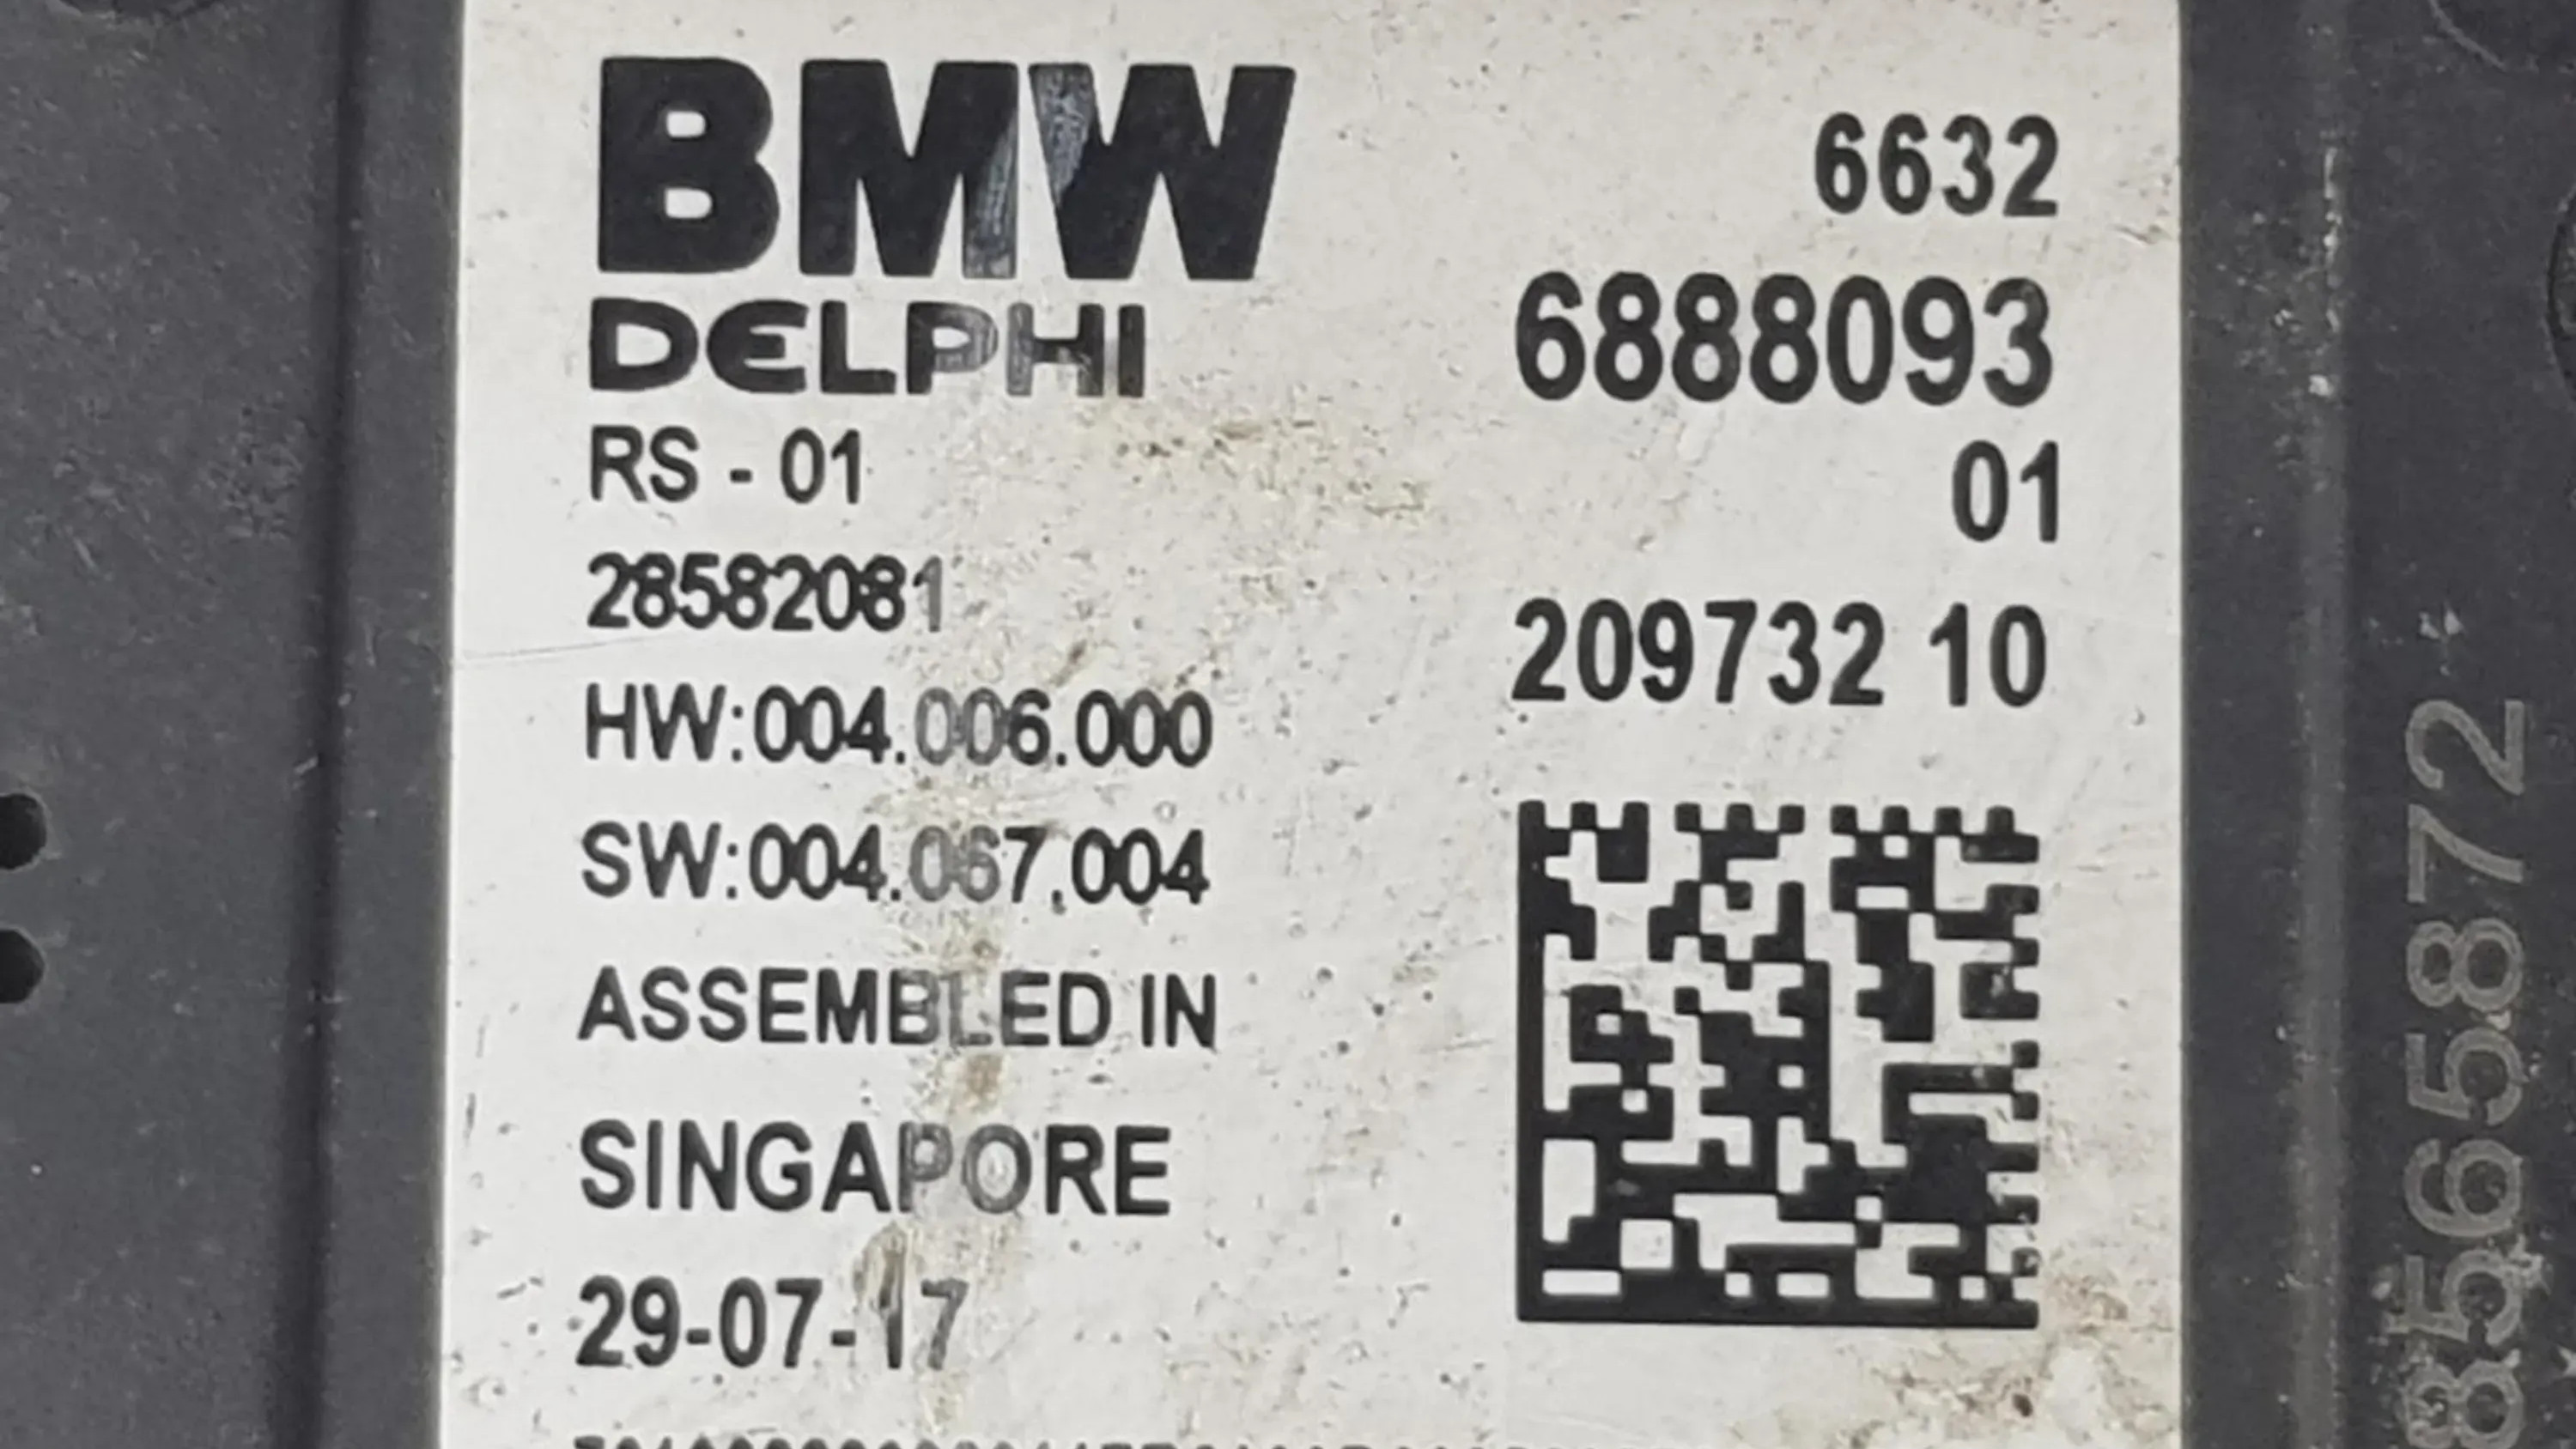 BMW
DELPHI
RS - 01
28582081
HW:004.006.000
SW:004.067.004
ASSEMBLED IN
SINGAPORE
29-07-17
6632
6888093
01
209732 10
8565872